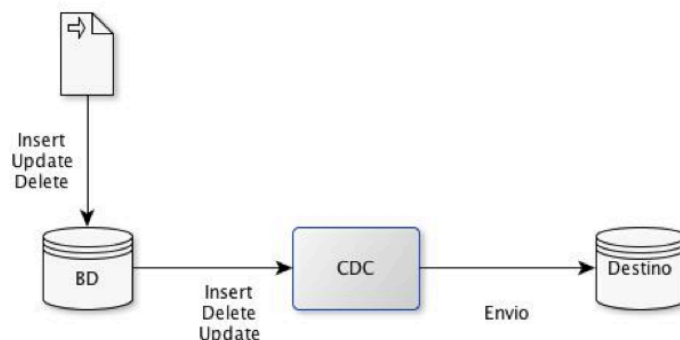 Insert
Update
Delete
BD
Insert
Delete
Update
CDC
Envio
Destino